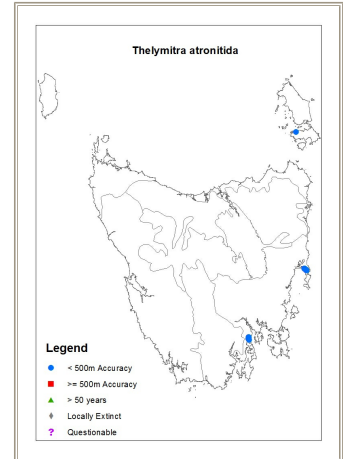 Thelymitra atronitida
Legend
< 500m Accuracy
>= 500m Accuracy
> 50 years
Locally Extinct
? Questionable